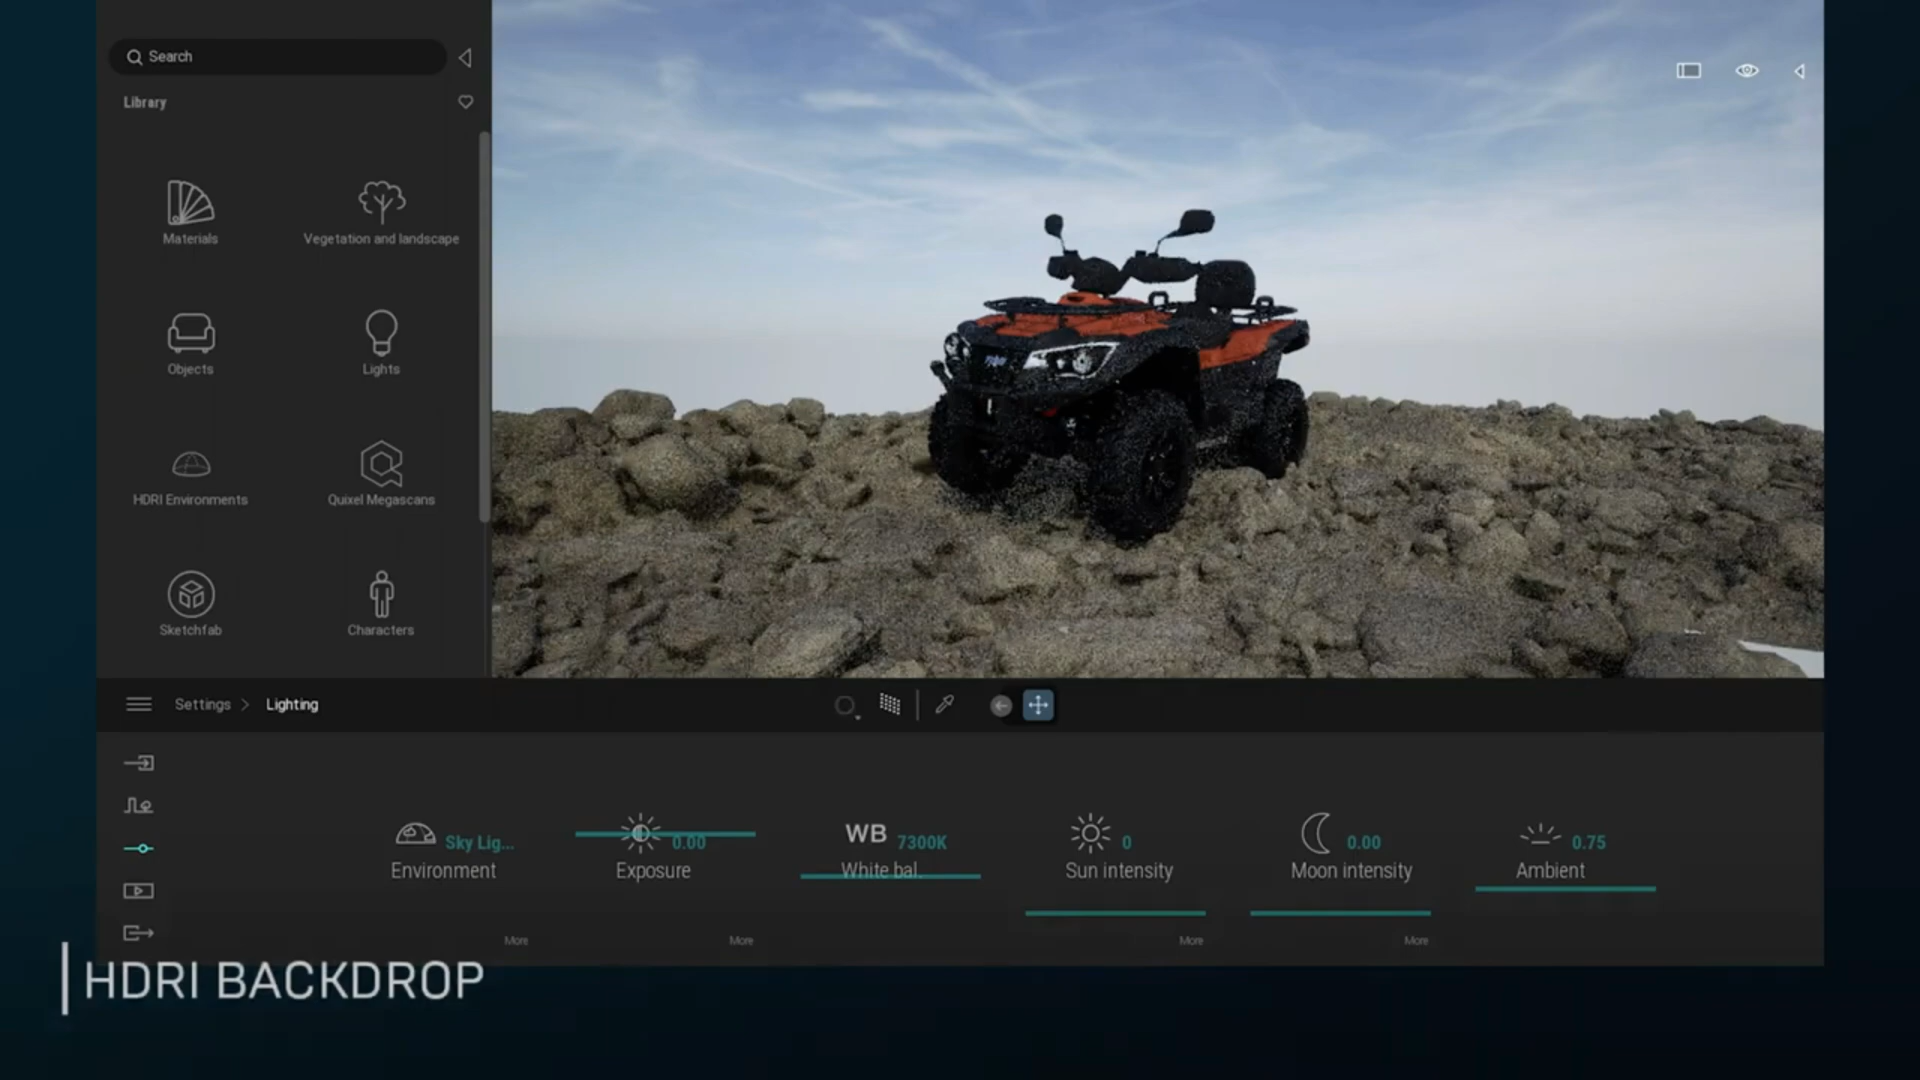 Search
Library
Materials
Vegetation and landscape
Objects
Lights
HDRI Environments
Quixel Megascans
Sketchfab
Characters
Settings > Lighting
Sky Lig...
Environment
0.00
Exposure
WB 7300K
White bal.
0
Sun intensity
0.00
Moon intensity
0.75
Ambient
More
More
More
More
HDRI BACKDROP